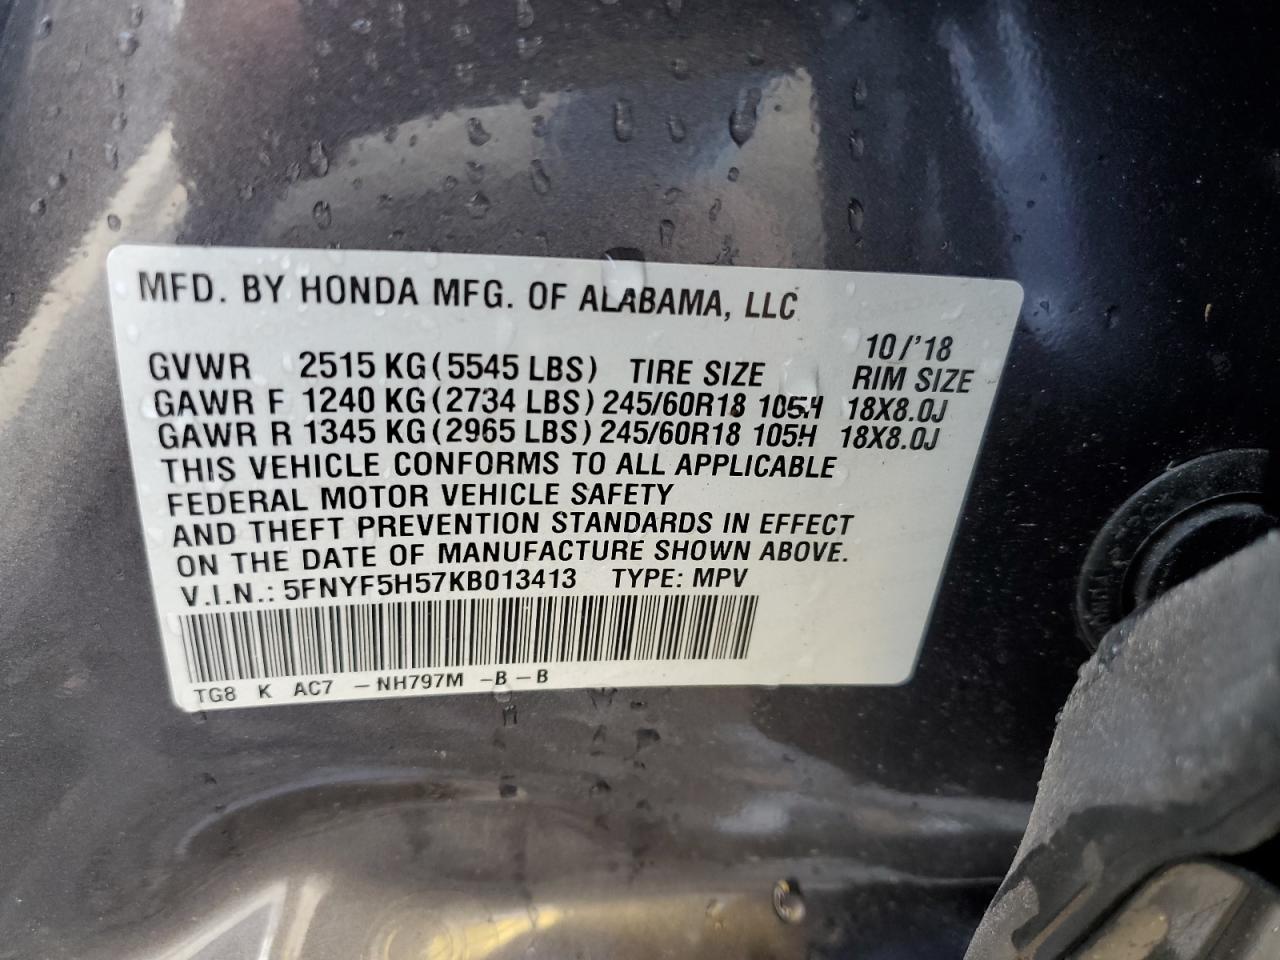 MFD. BY HONDA MFG. OF ALABAMA, LLC
10/'18
GVWR 2515 KG (5545 LBS) TIRE SIZE RIM SIZE
GAWR F 1240 KG (2734 LBS) 245/60R18 105H 18X8.0J
GAWR R 1345 KG (2965 LBS) 245/60R18 105H 18X8.0J
THIS VEHICLE CONFORMS TO ALL APPLICABLE
FEDERAL MOTOR VEHICLE SAFETY
AND THEFT PREVENTION STANDARDS IN EFFECT
ON THE DATE OF MANUFACTURE SHOWN ABOVE.
V.I.N.: 5FNYF5H57KB013413 TYPE: MPV
TG8 K AC7 -NH797M -B-B